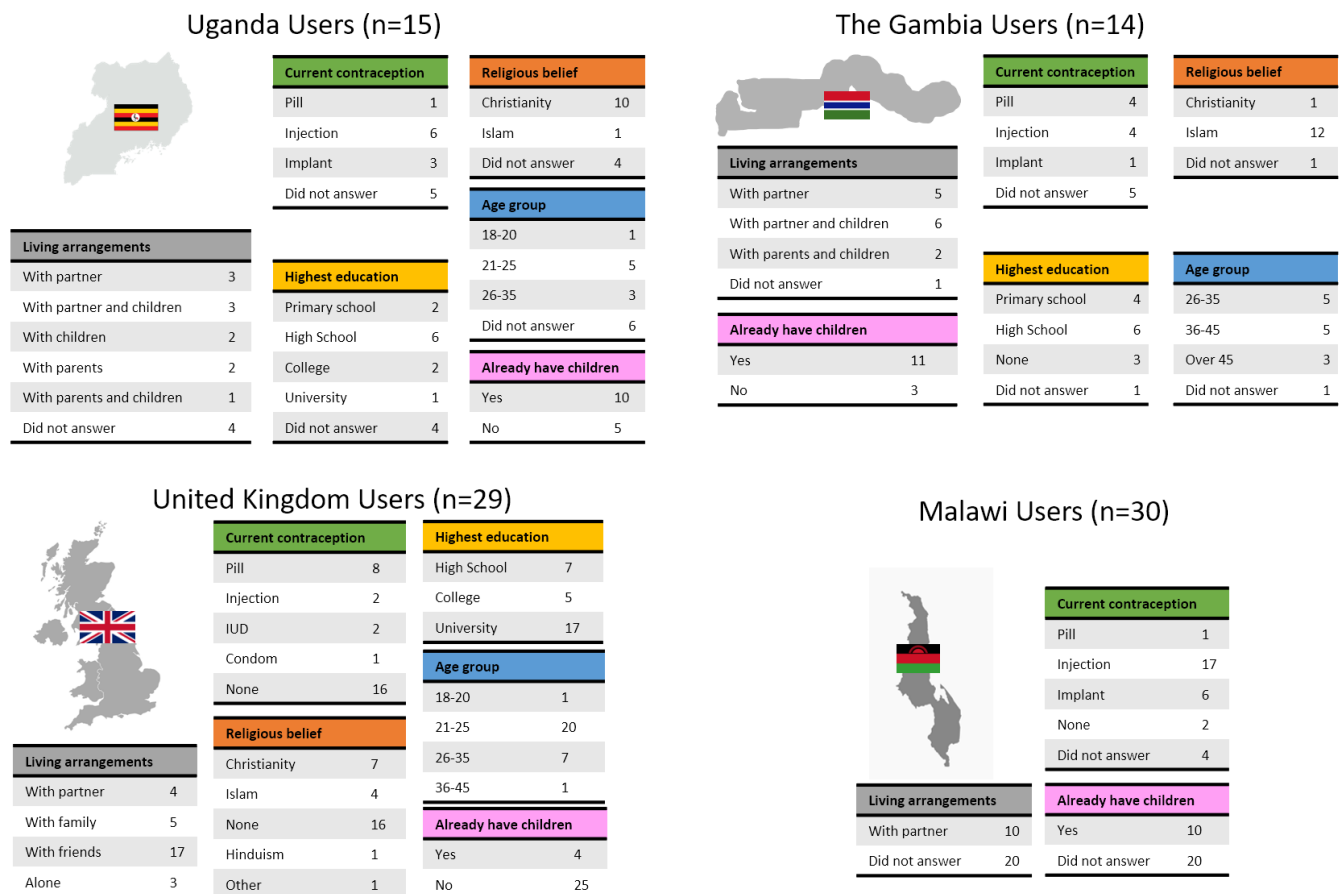 Uganda Users (n=15)
Current contraception
Pill 1
Injection 6
Implant 3
Did not answer 5
Religious belief
Christianity 10
Islam 1
Did not answer 4
Age group
18-20 1
21-25 5
26-35 3
Did not answer 6
Living arrangements
With partner 3
With partner and children 3
With children 2
With parents 2
With parents and children 1
Did not answer 4
Highest education
Primary school 2
High School 6
College 2
University 1
Did not answer 4
Already have children
Yes 10
No 5
The Gambia Users (n=14)
Current contraception
Pill 4
Injection 4
Implant 1
Did not answer 5
Religious belief
Christianity 1
Islam 12
Did not answer 1
Living arrangements
With partner 5
With partner and children 6
With parents and children 2
Did not answer 1
Already have children
Yes 11
No 3
Highest education
Primary school 4
High School 6
None 3
Did not answer 1
Age group
26-35 5
36-45 5
Over 45 3
Did not answer 1
United Kingdom Users (n=29)
Current contraception
Pill 8
Injection 2
IUD 2
Condom 1
None 16
Highest education
High School 7
College 5
University 17
Age group
18-20 1
21-25 20
26-35 7
36-45 1
Religious belief
Christianity 7
Islam 4
None 16
Hinduism 1
Other 1
Living arrangements
With partner 4
With family 5
With friends 17
Alone 3
Already have children
Yes 4
No 25
Malawi Users (n=30)
Current contraception
Pill 1
Injection 17
Implant 6
None 2
Did not answer 4
Living arrangements
With partner 10
Did not answer 20
Already have children
Yes 10
Did not answer 20